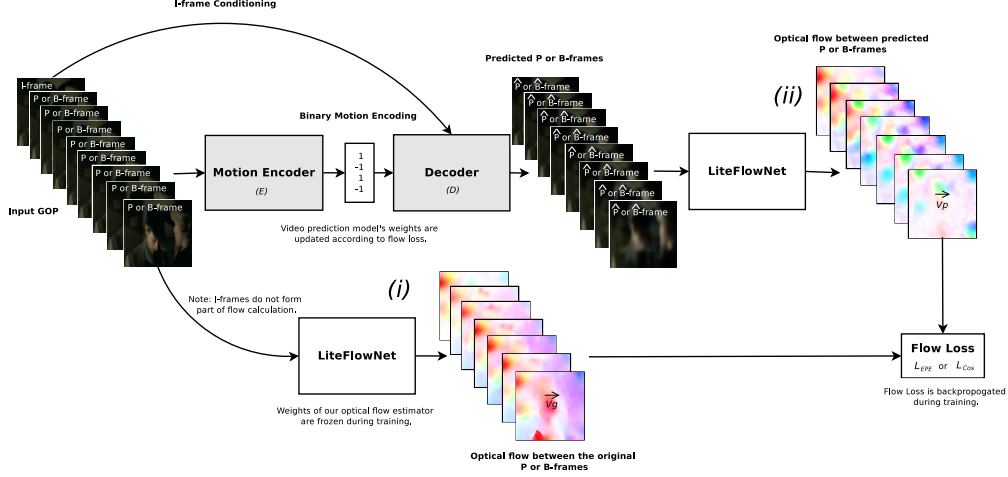 I-frame Conditioning
Optical flow between predicted
P or B-frames
Predicted P or B-frames
I-frame
P or B-frame
P or B-frame
P or B-frame
P or B-frame
P or B-frame
P or B-frame
P or B-frame
P or B-frame
Input GOP
Motion Encoder
(E)
Binary Motion Encoding
1
-1
1
-1
Decoder
(D)
P̂ or B̂-frame
P̂ or B̂-frame
P̂ or B̂-frame
P̂ or B̂-frame
P̂ or B̂-frame
P̂ or B̂-frame
P̂ or B̂-frame
P̂ or B̂-frame
LiteFlowNet
(ii)
Vp
Video prediction model's weights are
updated according to flow loss.
Note: I-frames do not form
part of flow calculation.
(i)
LiteFlowNet
Weights of our optical flow estimator
are frozen during training.
Vg
Optical flow between the original
P or B-frames
Flow Loss
L_EPE or L_Cos
Flow Loss is backpropogated
during training.